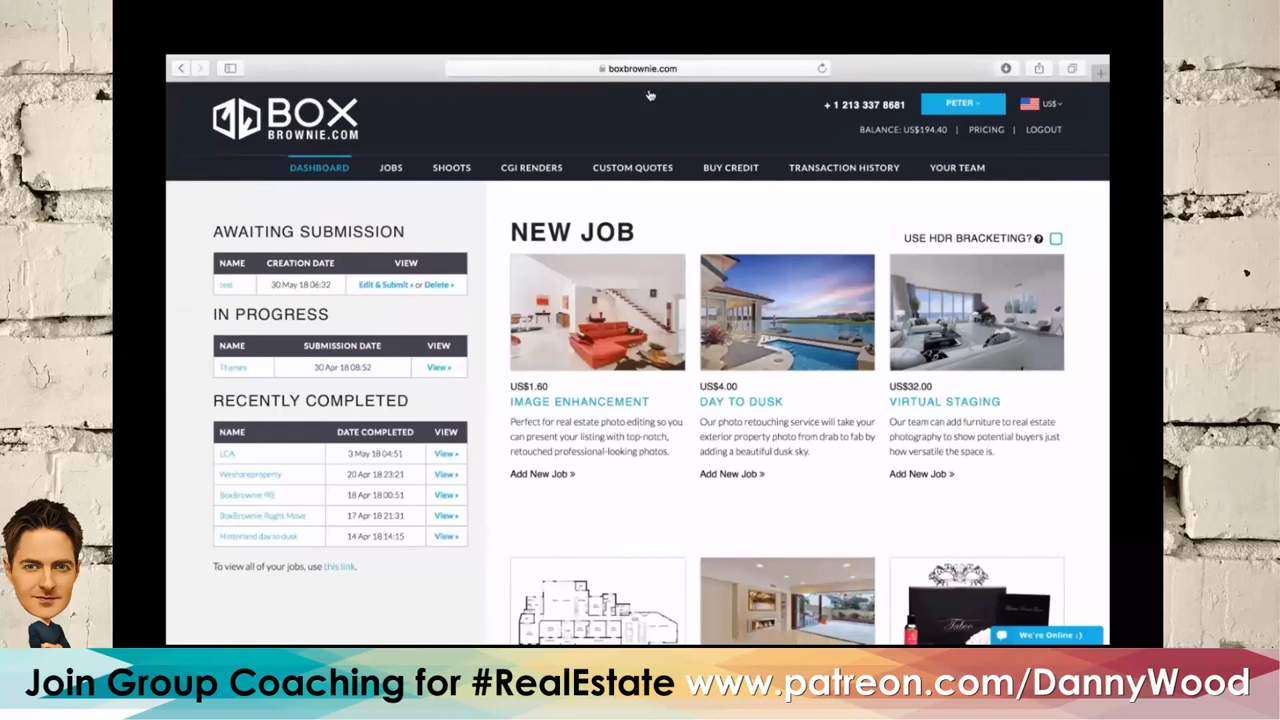 boxbrownie.com
BOX
BROWNIE.COM
+ 1 213 337 8681
PETER
US$
BALANCE: US$194.40 | PRICING | LOGOUT
DASHBOARD JOBS SHOOTS CGI RENDERS CUSTOM QUOTES BUY CREDIT TRANSACTION HISTORY YOUR TEAM
AWAITING SUBMISSION
NAME CREATION DATE VIEW
test 30 May 18 06:32 Edit & Submit » or Delete »
IN PROGRESS
NAME SUBMISSION DATE VIEW
Thames 30 Apr 18 08:52 View »
RECENTLY COMPLETED
NAME DATE COMPLETED VIEW
LCA 3 May 18 04:51 View »
Weshareproperty 20 Apr 18 23:21 View »
BoxBrownie 18 Apr 18 00:51 View »
BoxBrownie Right Move 17 Apr 18 21:31 View »
Hinterland day to dusk 14 Apr 18 14:15 View »
To view all of your jobs, use this link.
NEW JOB
USE HDR BRACKETING? ?
US$1.60
IMAGE ENHANCEMENT
Perfect for real estate photo editing so you
can present your listing with top-notch,
retouched professional-looking photos.
Add New Job »
US$4.00
DAY TO DUSK
Our photo retouching service will take your
exterior property photo from drab to fab by
adding a beautiful dusk sky.
Add New Job »
US$32.00
VIRTUAL STAGING
Our team can add furniture to real estate
photography to show potential buyers just
how versatile the space is.
Add New Job »
Taboo
We're Online :)
Join Group Coaching for #RealEstate www.patreon.com/DannyWood